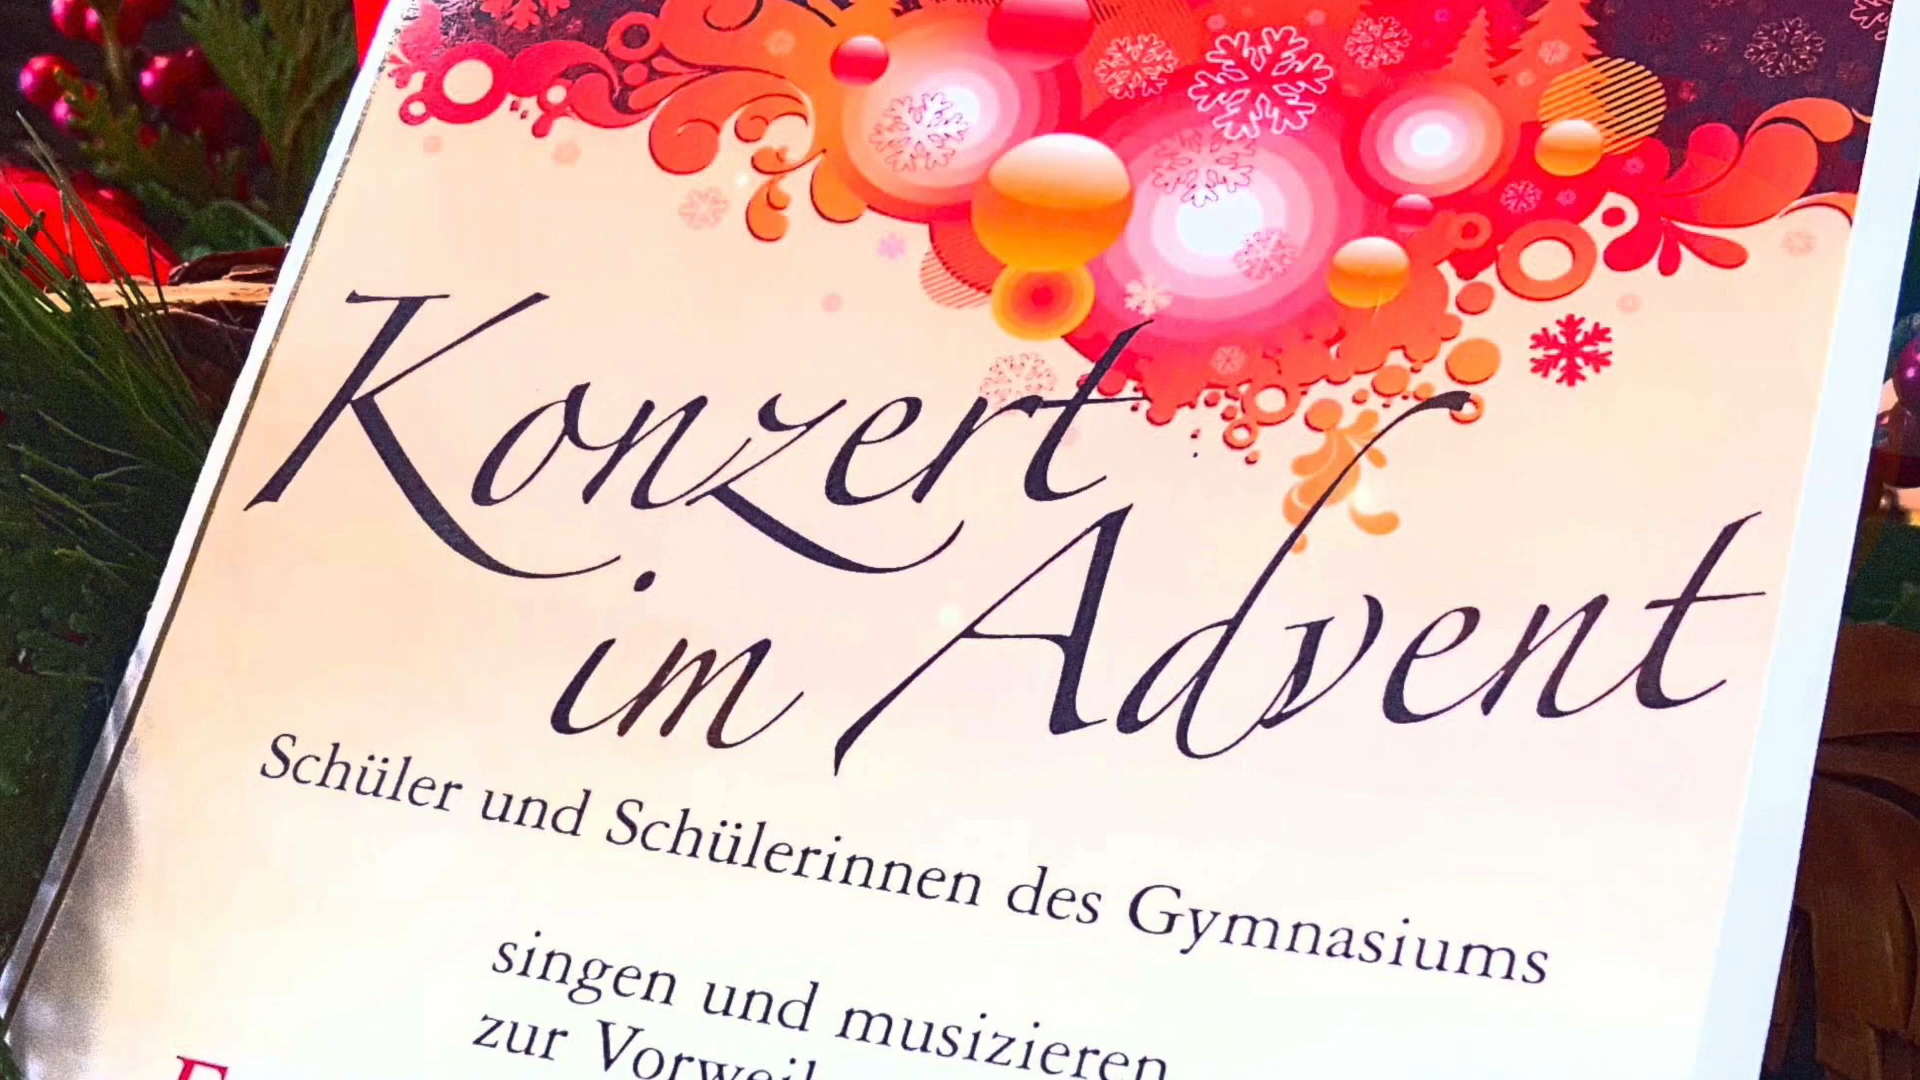 Konzert
im Advent
Schüler und Schülerinnen des Gymnasiums
singen und musizieren
zur